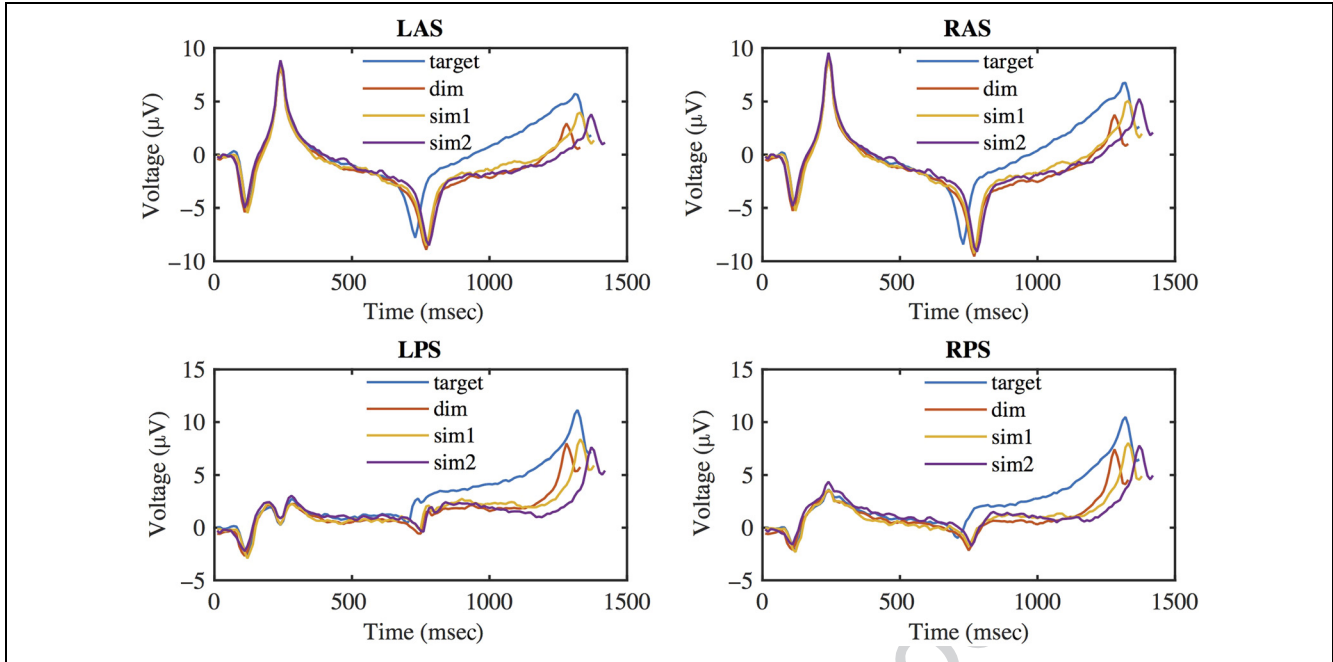 LAS
10
5
0
−5
−10
Voltage (μV)
target
dim
sim1
sim2
0
500
1000
1500
Time (msec)
RAS
10
5
0
−5
−10
Voltage (μV)
target
dim
sim1
sim2
0
500
1000
1500
Time (msec)
LPS
15
10
5
0
−5
Voltage (μV)
target
dim
sim1
sim2
0
500
1000
1500
Time (msec)
RPS
15
10
5
0
−5
Voltage (μV)
target
dim
sim1
sim2
0
500
1000
1500
Time (msec)